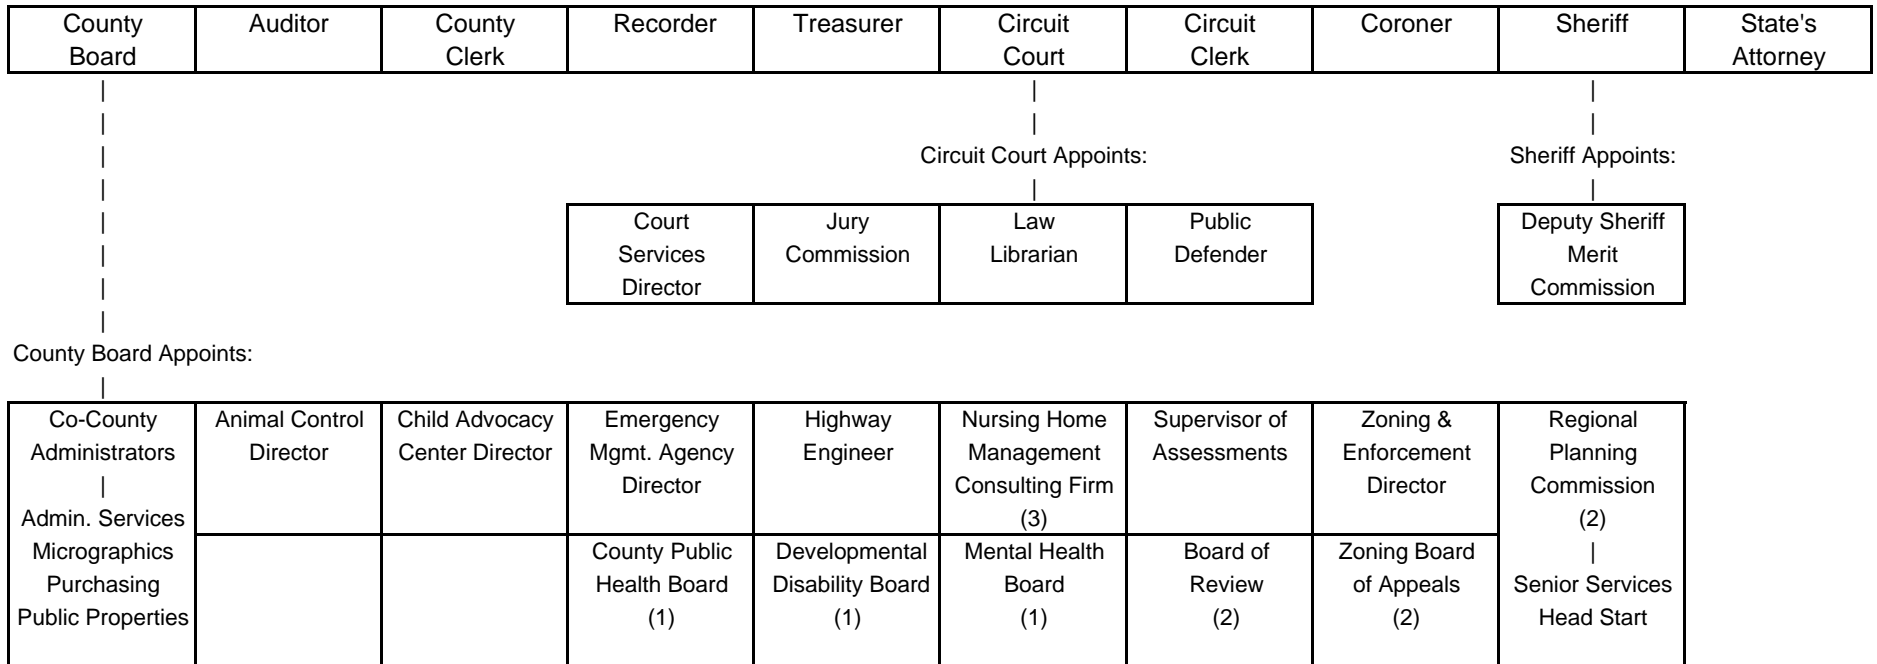 County Board
Auditor
County Clerk
Recorder
Treasurer
Circuit Court
Circuit Clerk
Coroner
Sheriff
State's Attorney
Circuit Court Appoints:
Sheriff Appoints:
Court
Services
Director
Jury
Commission
Law
Librarian
Public
Defender
Deputy Sheriff
Merit
Commission
County Board Appoints:
Co-County
Administrators
Admin. Services
Micrographics
Purchasing
Public Properties
Animal Control
Director
Child Advocacy
Center Director
Emergency
Mgmt. Agency
Director
Highway
Engineer
Nursing Home
Management
Consulting Firm
(3)
Supervisor of
Assessments
Zoning &
Enforcement
Director
Regional
Planning
Commission
(2)
Senior Services
Head Start
County Public
Health Board
(1)
Developmental
Disability Board
(1)
Mental Health
Board
(1)
Board of
Review
(2)
Zoning Board
of Appeals
(2)